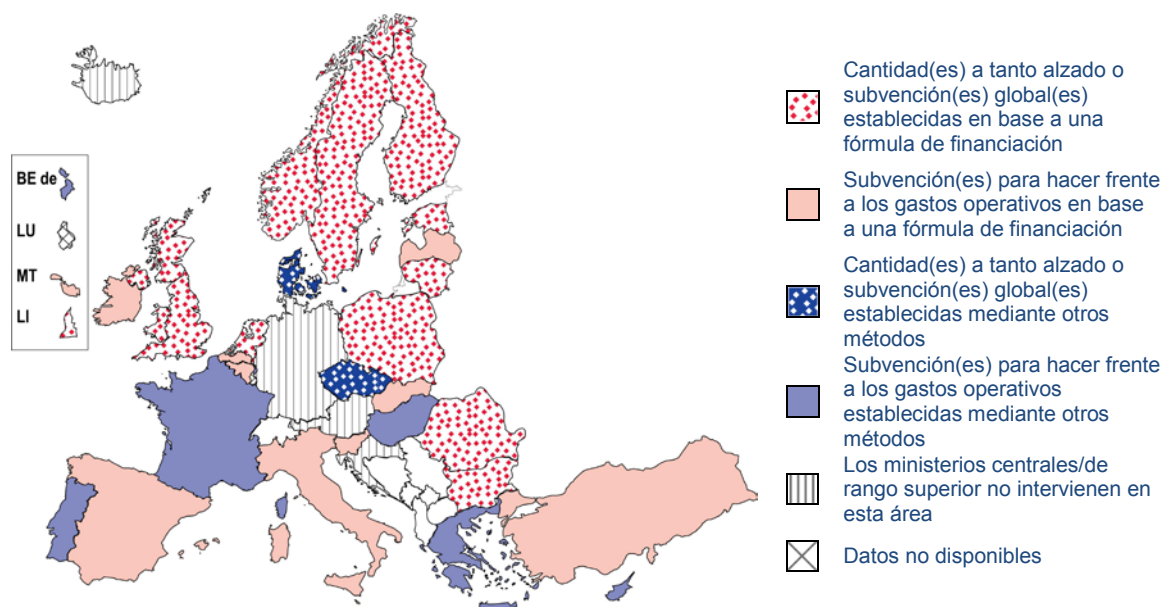 BE de
LU
MT
LI
Cantidad(es) a tanto alzado o
subvención(es) global(es)
establecidas en base a una
fórmula de financiación
Subvención(es) para hacer frente
a los gastos operativos en base
a una fórmula de financiación
Cantidad(es) a tanto alzado o
subvención(es) global(es)
establecidas mediante otros
métodos
Subvención(es) para hacer frente
a los gastos operativos
establecidas mediante otros
métodos
Los ministerios centrales/de
rango superior no intervienen en
esta área
Datos no disponibles